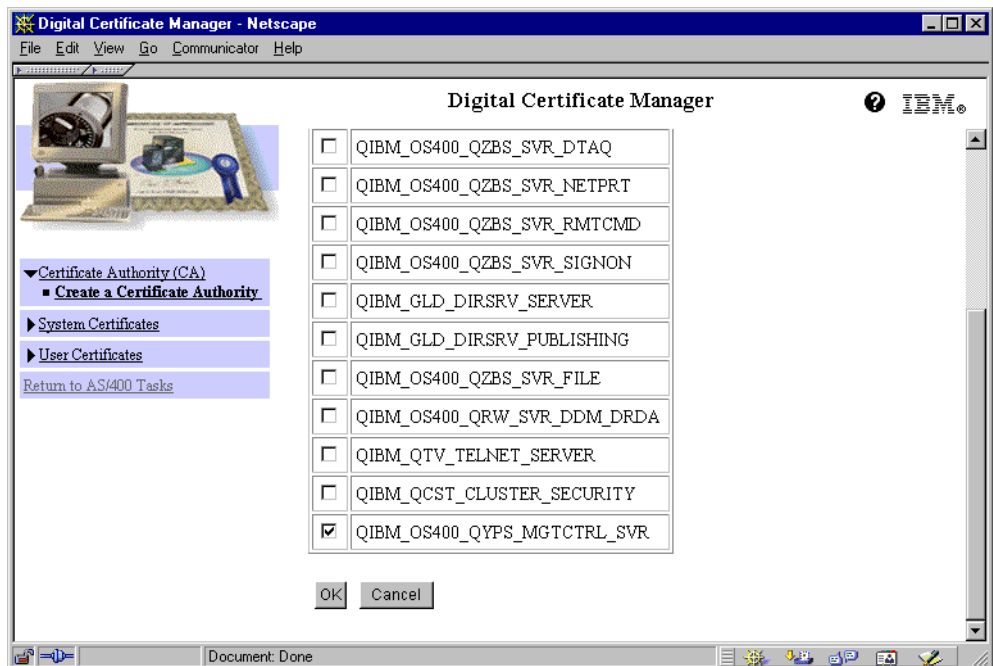 Digital Certificate Manager - Netscape
File Edit View Go Communicator Help
Digital Certificate Manager
IBM®
Certificate Authority (CA)
Create a Certificate Authority
System Certificates
User Certificates
Return to AS/400 Tasks
QIBM_OS400_QZBS_SVR_DTAQ
QIBM_OS400_QZBS_SVR_NETPRT
QIBM_OS400_QZBS_SVR_RMTCMD
QIBM_OS400_QZBS_SVR_SIGNON
QIBM_GLD_DIRSRV_SERVER
QIBM_GLD_DIRSRV_PUBLISHING
QIBM_OS400_QZBS_SVR_FILE
QIBM_OS400_QRW_SVR_DDM_DRDA
QIBM_QTV_TELNET_SERVER
QIBM_QCST_CLUSTER_SECURITY
QIBM_OS400_QYPS_MGTCTRL_SVR
OK Cancel
Document: Done